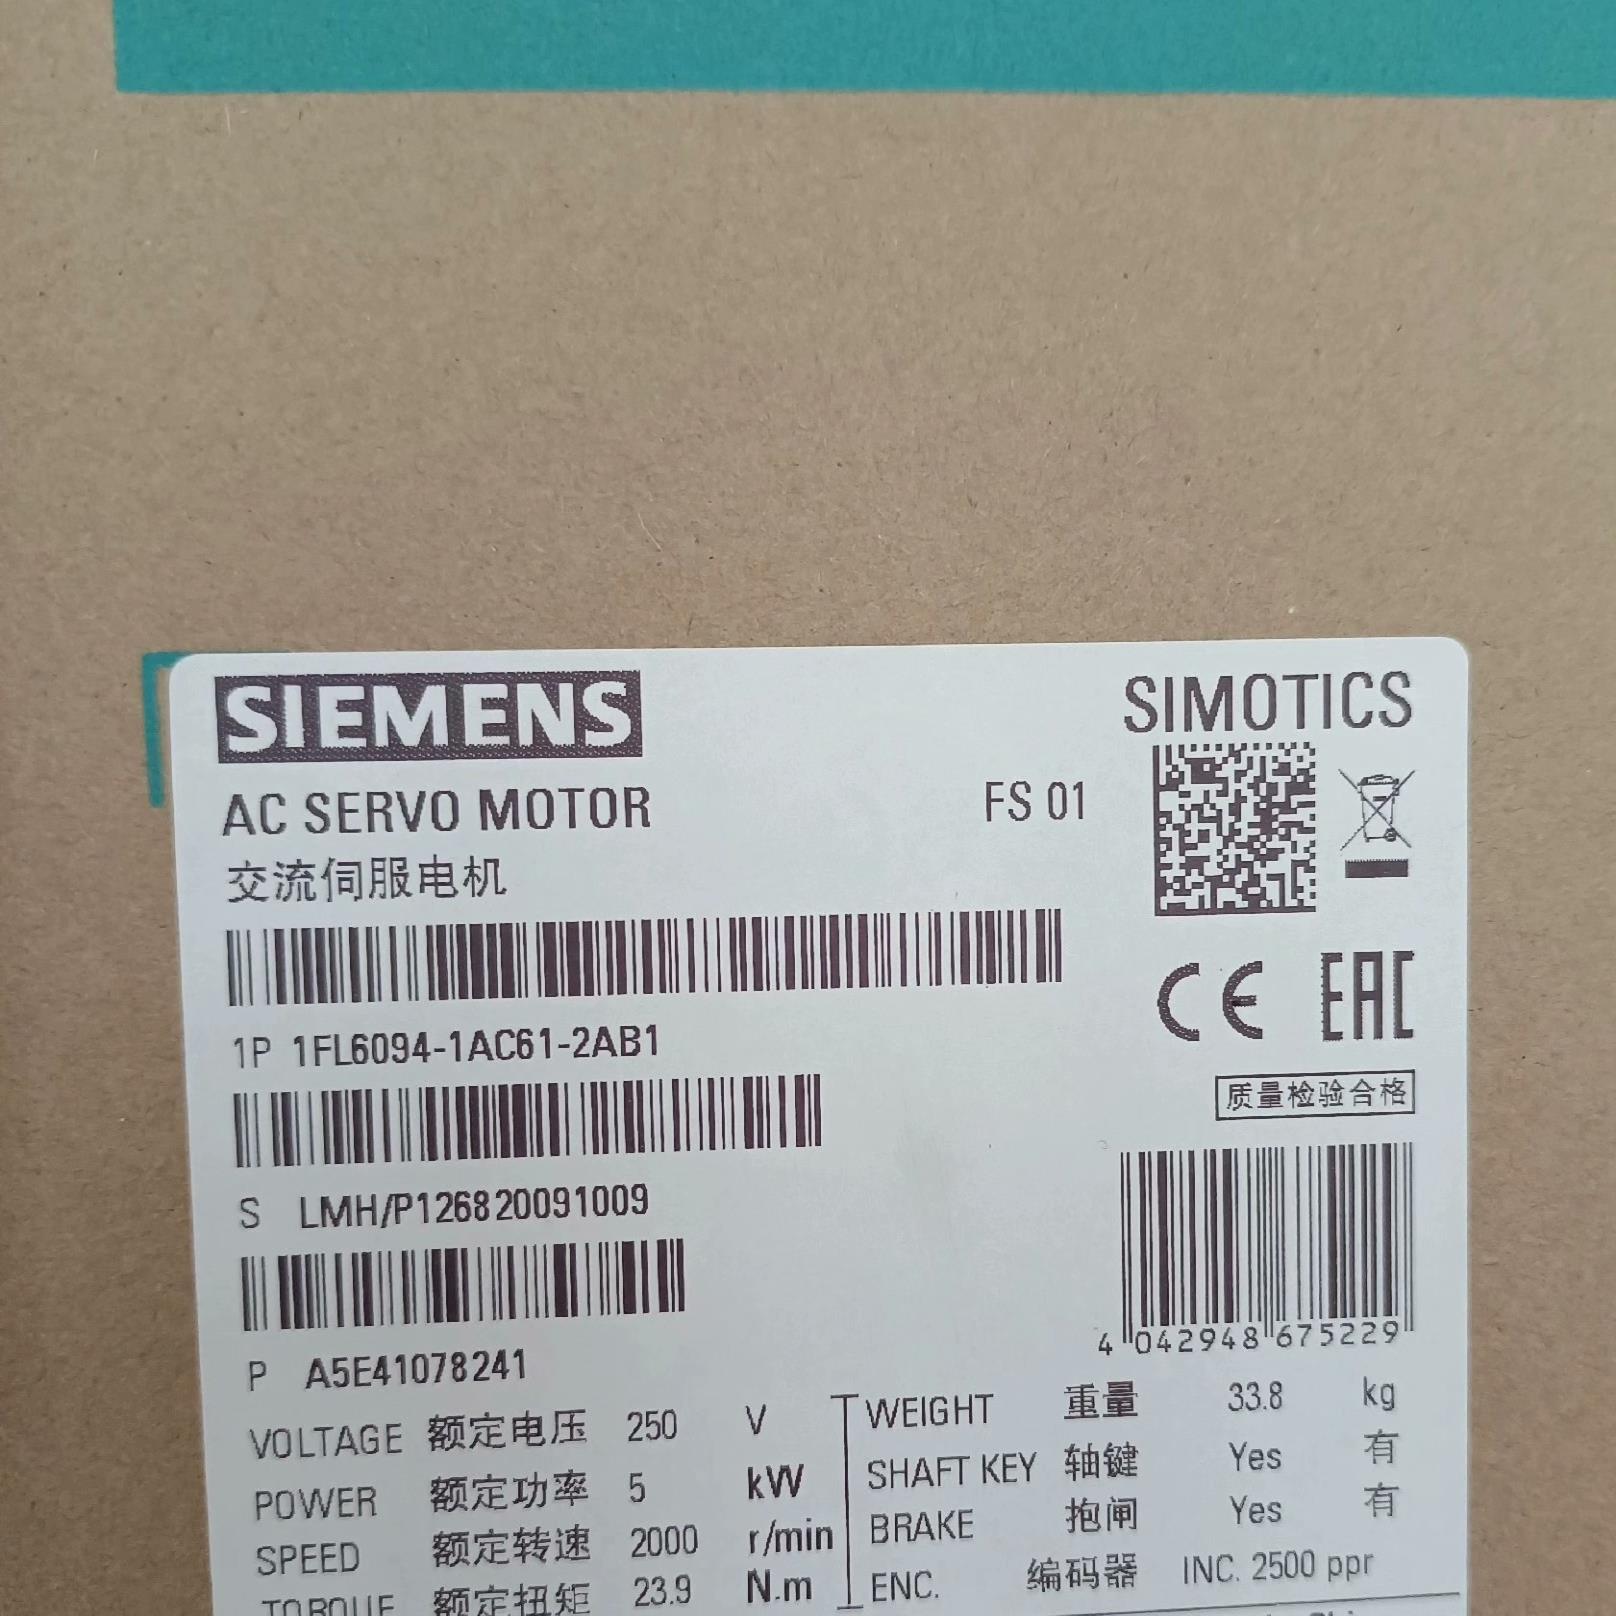 SIEMENS
SIMOTICS
AC SERVO MOTOR
FS 01
交流伺服电机
CE
EAC
1P 1FL6094-1AC61-2AB1
质量检验合格
S LMH/P126820091009
4 042948 675229
P A5E41078241
VOLTAGE 额定电压 250 V
POWER 额定功率 5 kW
SPEED 额定转速 2000 r/min
TORQUE 额定扭矩 23.9 N.m
WEIGHT 重量 33.8 kg
SHAFT KEY 轴键 Yes 有
BRAKE 抱闸 Yes 有
ENC. 编码器 INC. 2500 ppr